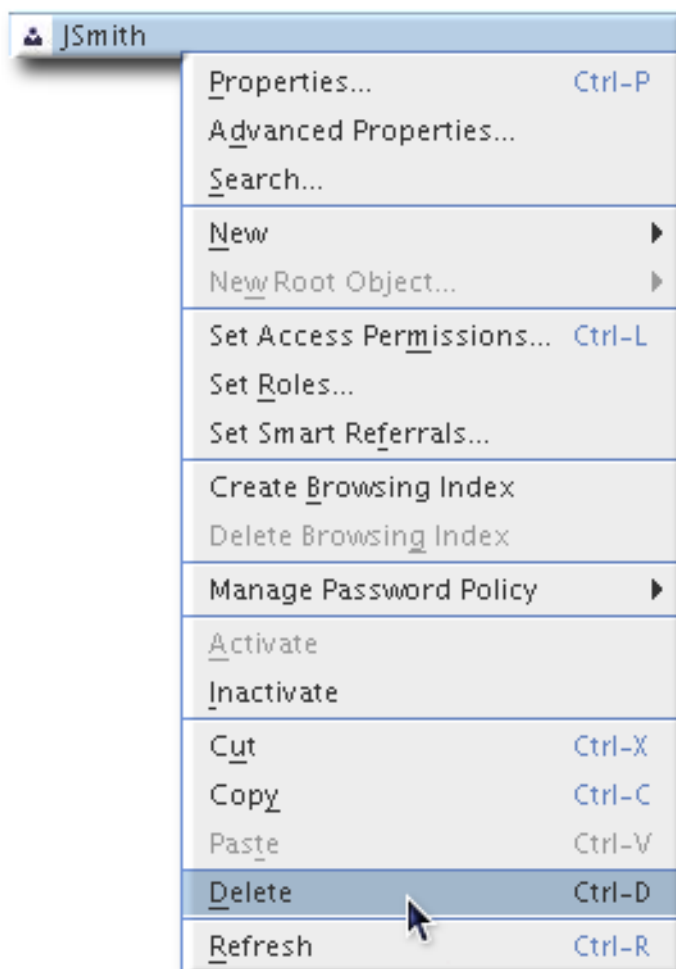 JSmith
Properties... Ctrl-P
Advanced Properties...
Search...
New
New Root Object...
Set Access Permissions... Ctrl-L
Set Roles...
Set Smart Referrals...
Create Browsing Index
Delete Browsing Index
Manage Password Policy
Activate
Inactivate
Cut Ctrl-X
Copy Ctrl-C
Paste Ctrl-V
Delete Ctrl-D
Refresh Ctrl-R